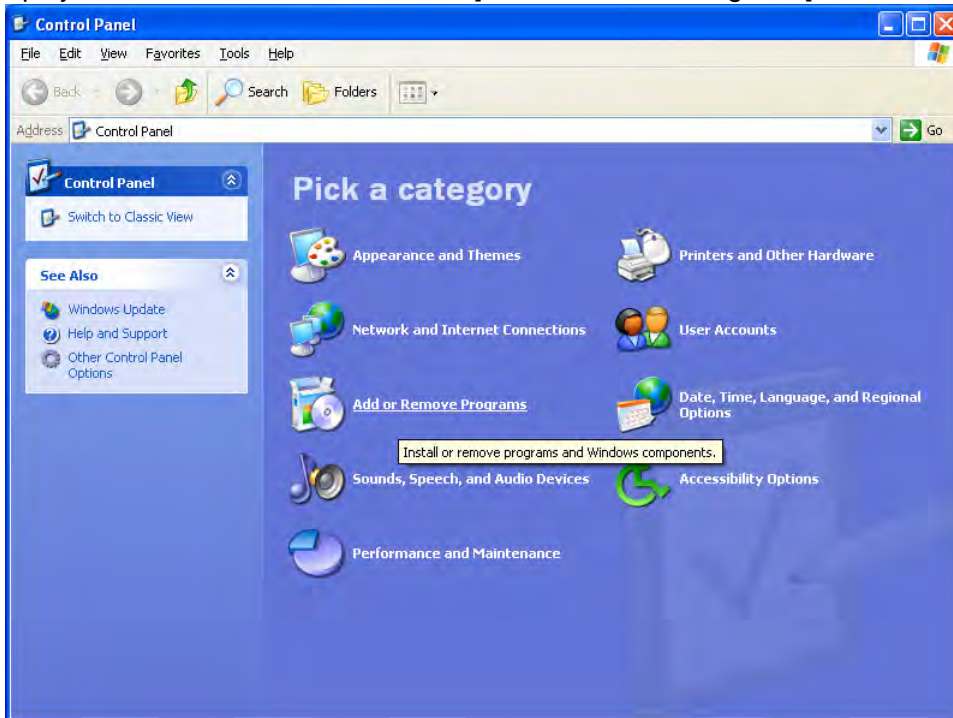 Control Panel
File Edit View Favorites Tools Help
Back Search Folders
Address Control Panel Go
Control Panel
Switch to Classic View
See Also
Windows Update
Help and Support
Other Control Panel
Options
Pick a category
Appearance and Themes
Printers and Other Hardware
Network and Internet Connections
User Accounts
Add or Remove Programs
Date, Time, Language, and Regional
Options
Install or remove programs and Windows components.
Sounds, Speech, and Audio Devices
Accessibility Options
Performance and Maintenance